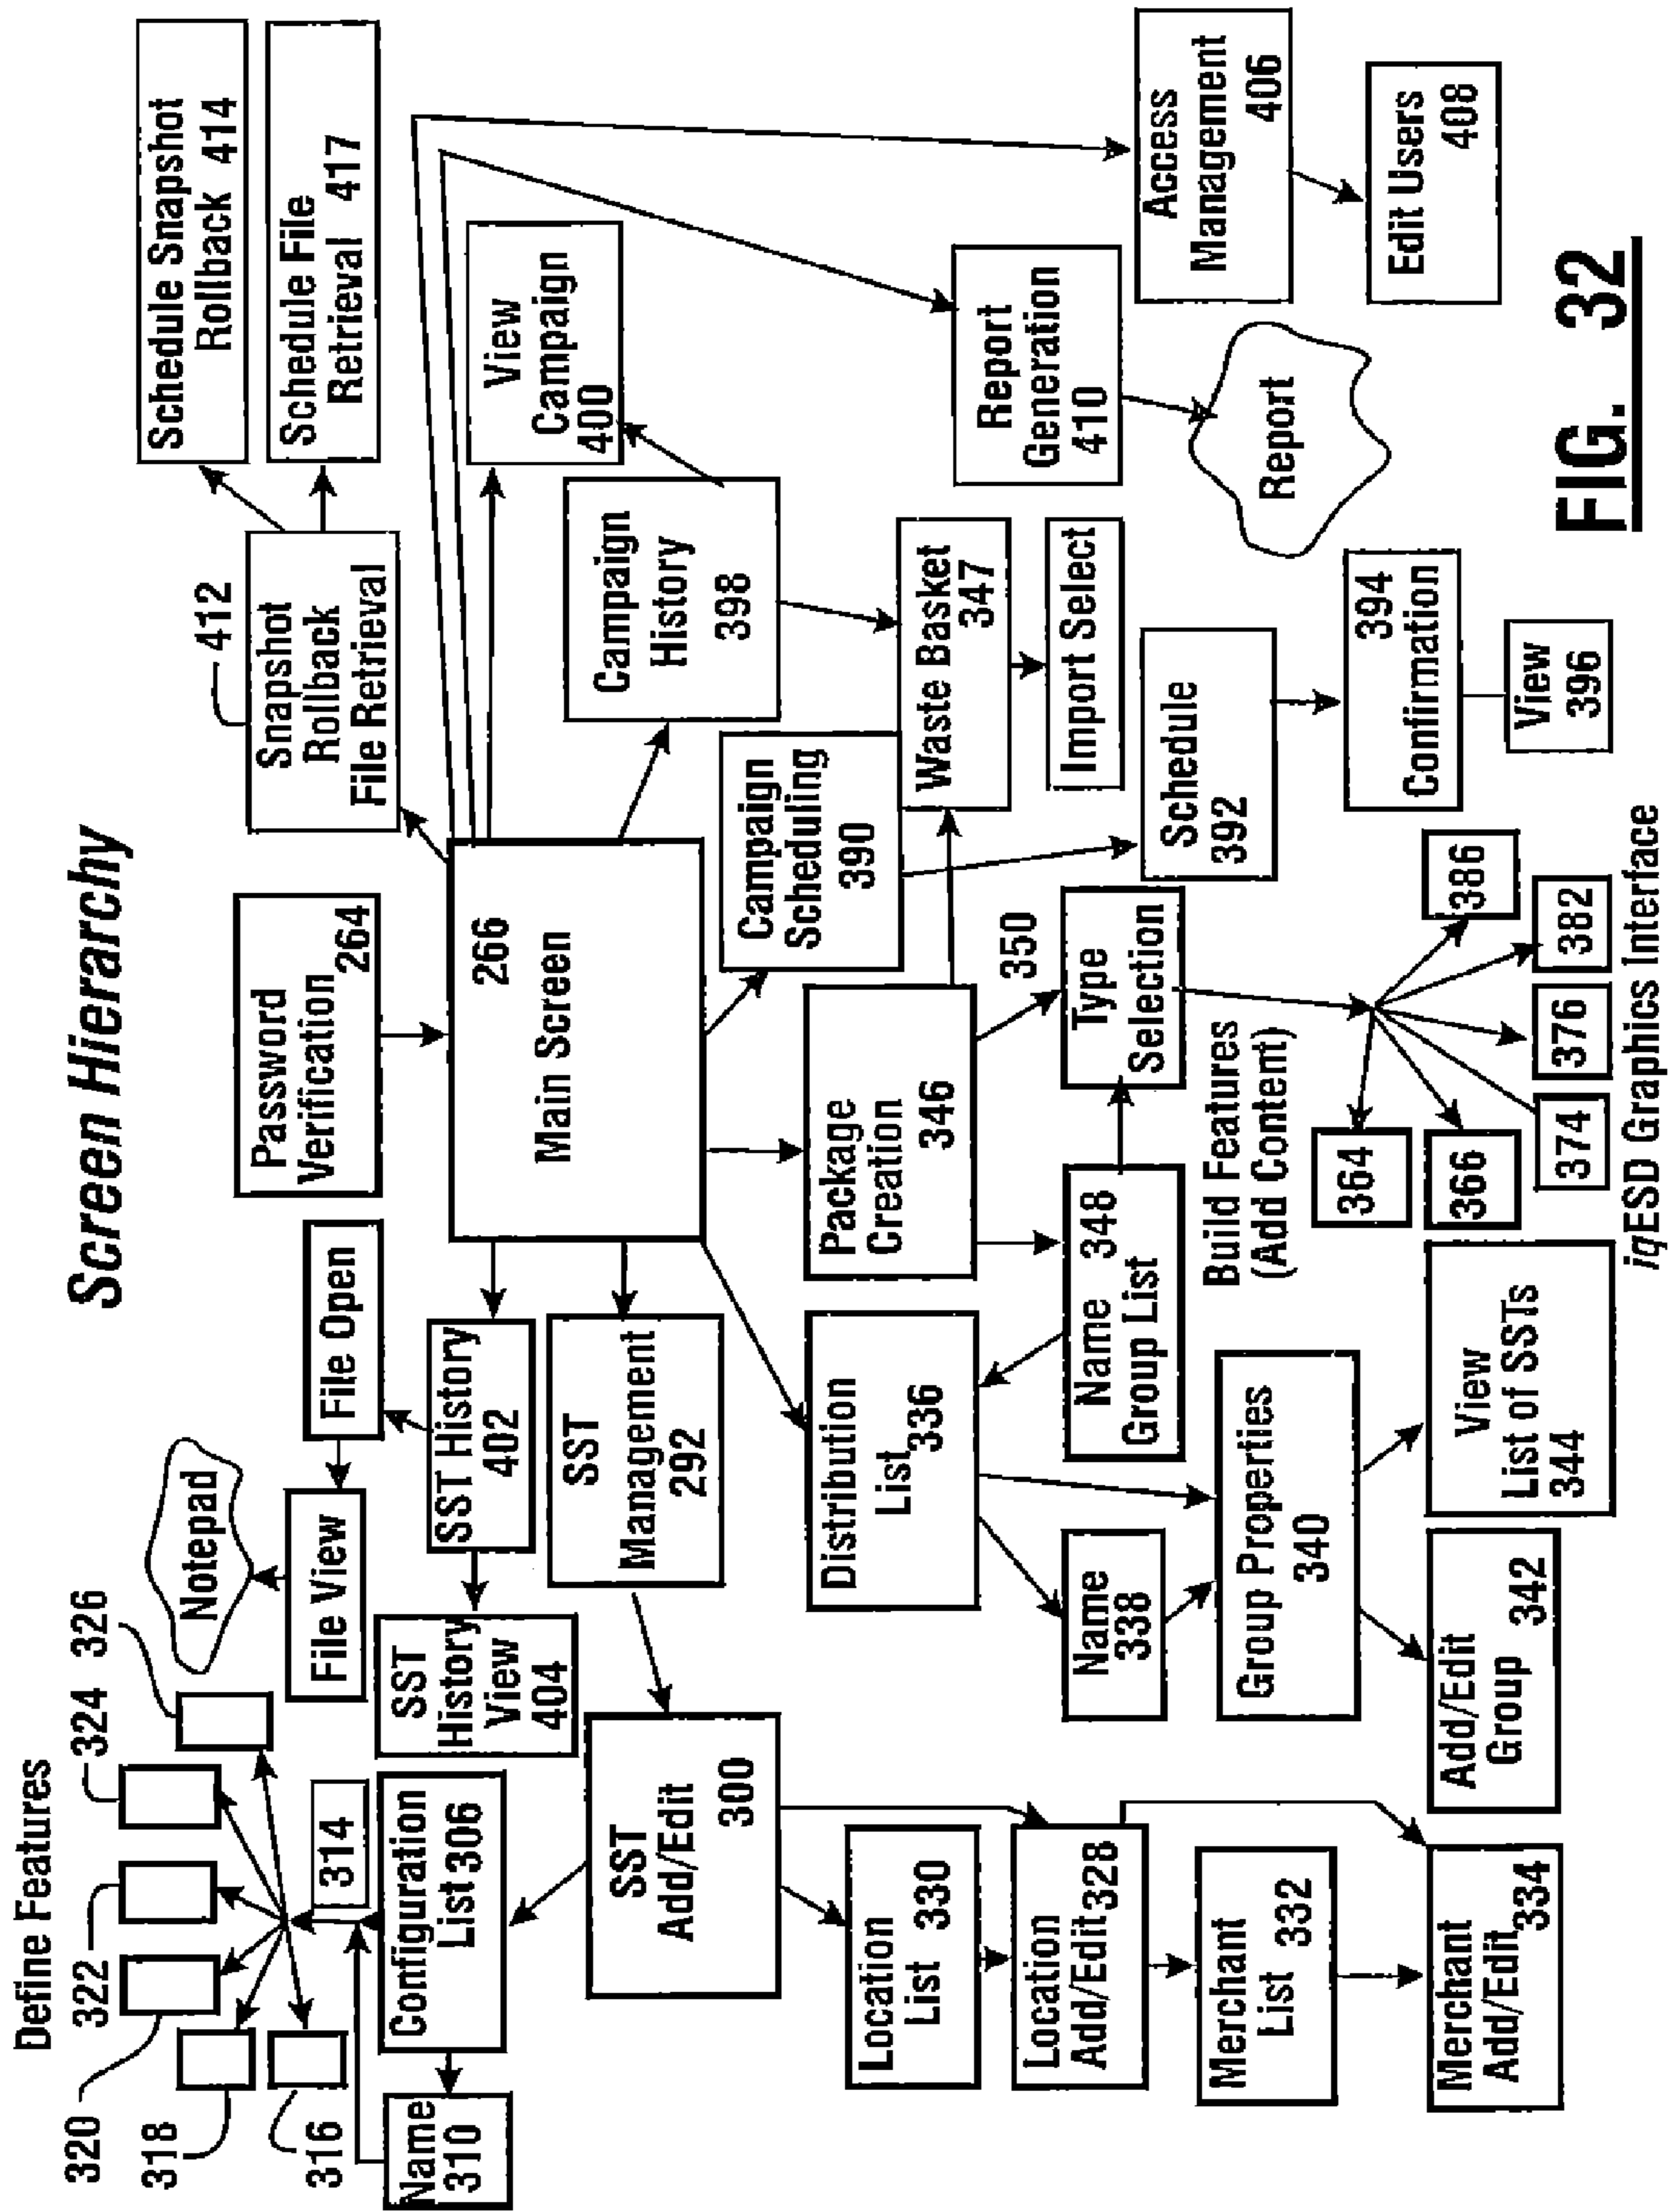 Screen Hierarchy
Define Features
320
322
324
326
318
316
314
Name
310
Configuration
List 306
Notepad
File View
File Open
SST
History
View
404
SST History
402
SST
Management
292
SST
Add/Edit
300
Password
Verification
264
266
Main Screen
412
Snapshot
Rollback
File Retrieval
Schedule Snapshot
Rollback 414
Schedule File
Retrieval 417
View
Campaign
400
Campaign
History
398
Campaign
Scheduling
390
Location
List 330
Location
Add/Edit 328
Merchant
List 332
Merchant
Add/Edit 334
Distribution
List 336
Name
338
Group Properties
340
Add/Edit
Group 342
View
List of SSTs
344
Package
Creation
346
Name 348
Group List
350
Type
Selection
Build Features
(Add Content)
364
366
374
376
382
386
iqESD Graphics Interface
Waste Basket
347
Import Select
Schedule
392
394
Confirmation
View
396
Report
Generation
410
Report
Access
Management
406
Edit Users
408
FIG. 32